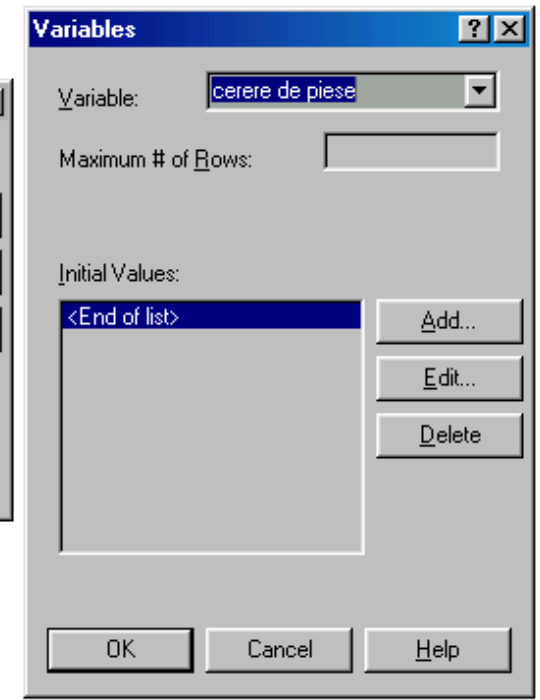 Variables
Variable: cerere de piese
Maximum # of Rows:
Initial Values:
<End of list>
Add...
Edit...
Delete
OK Cancel Help